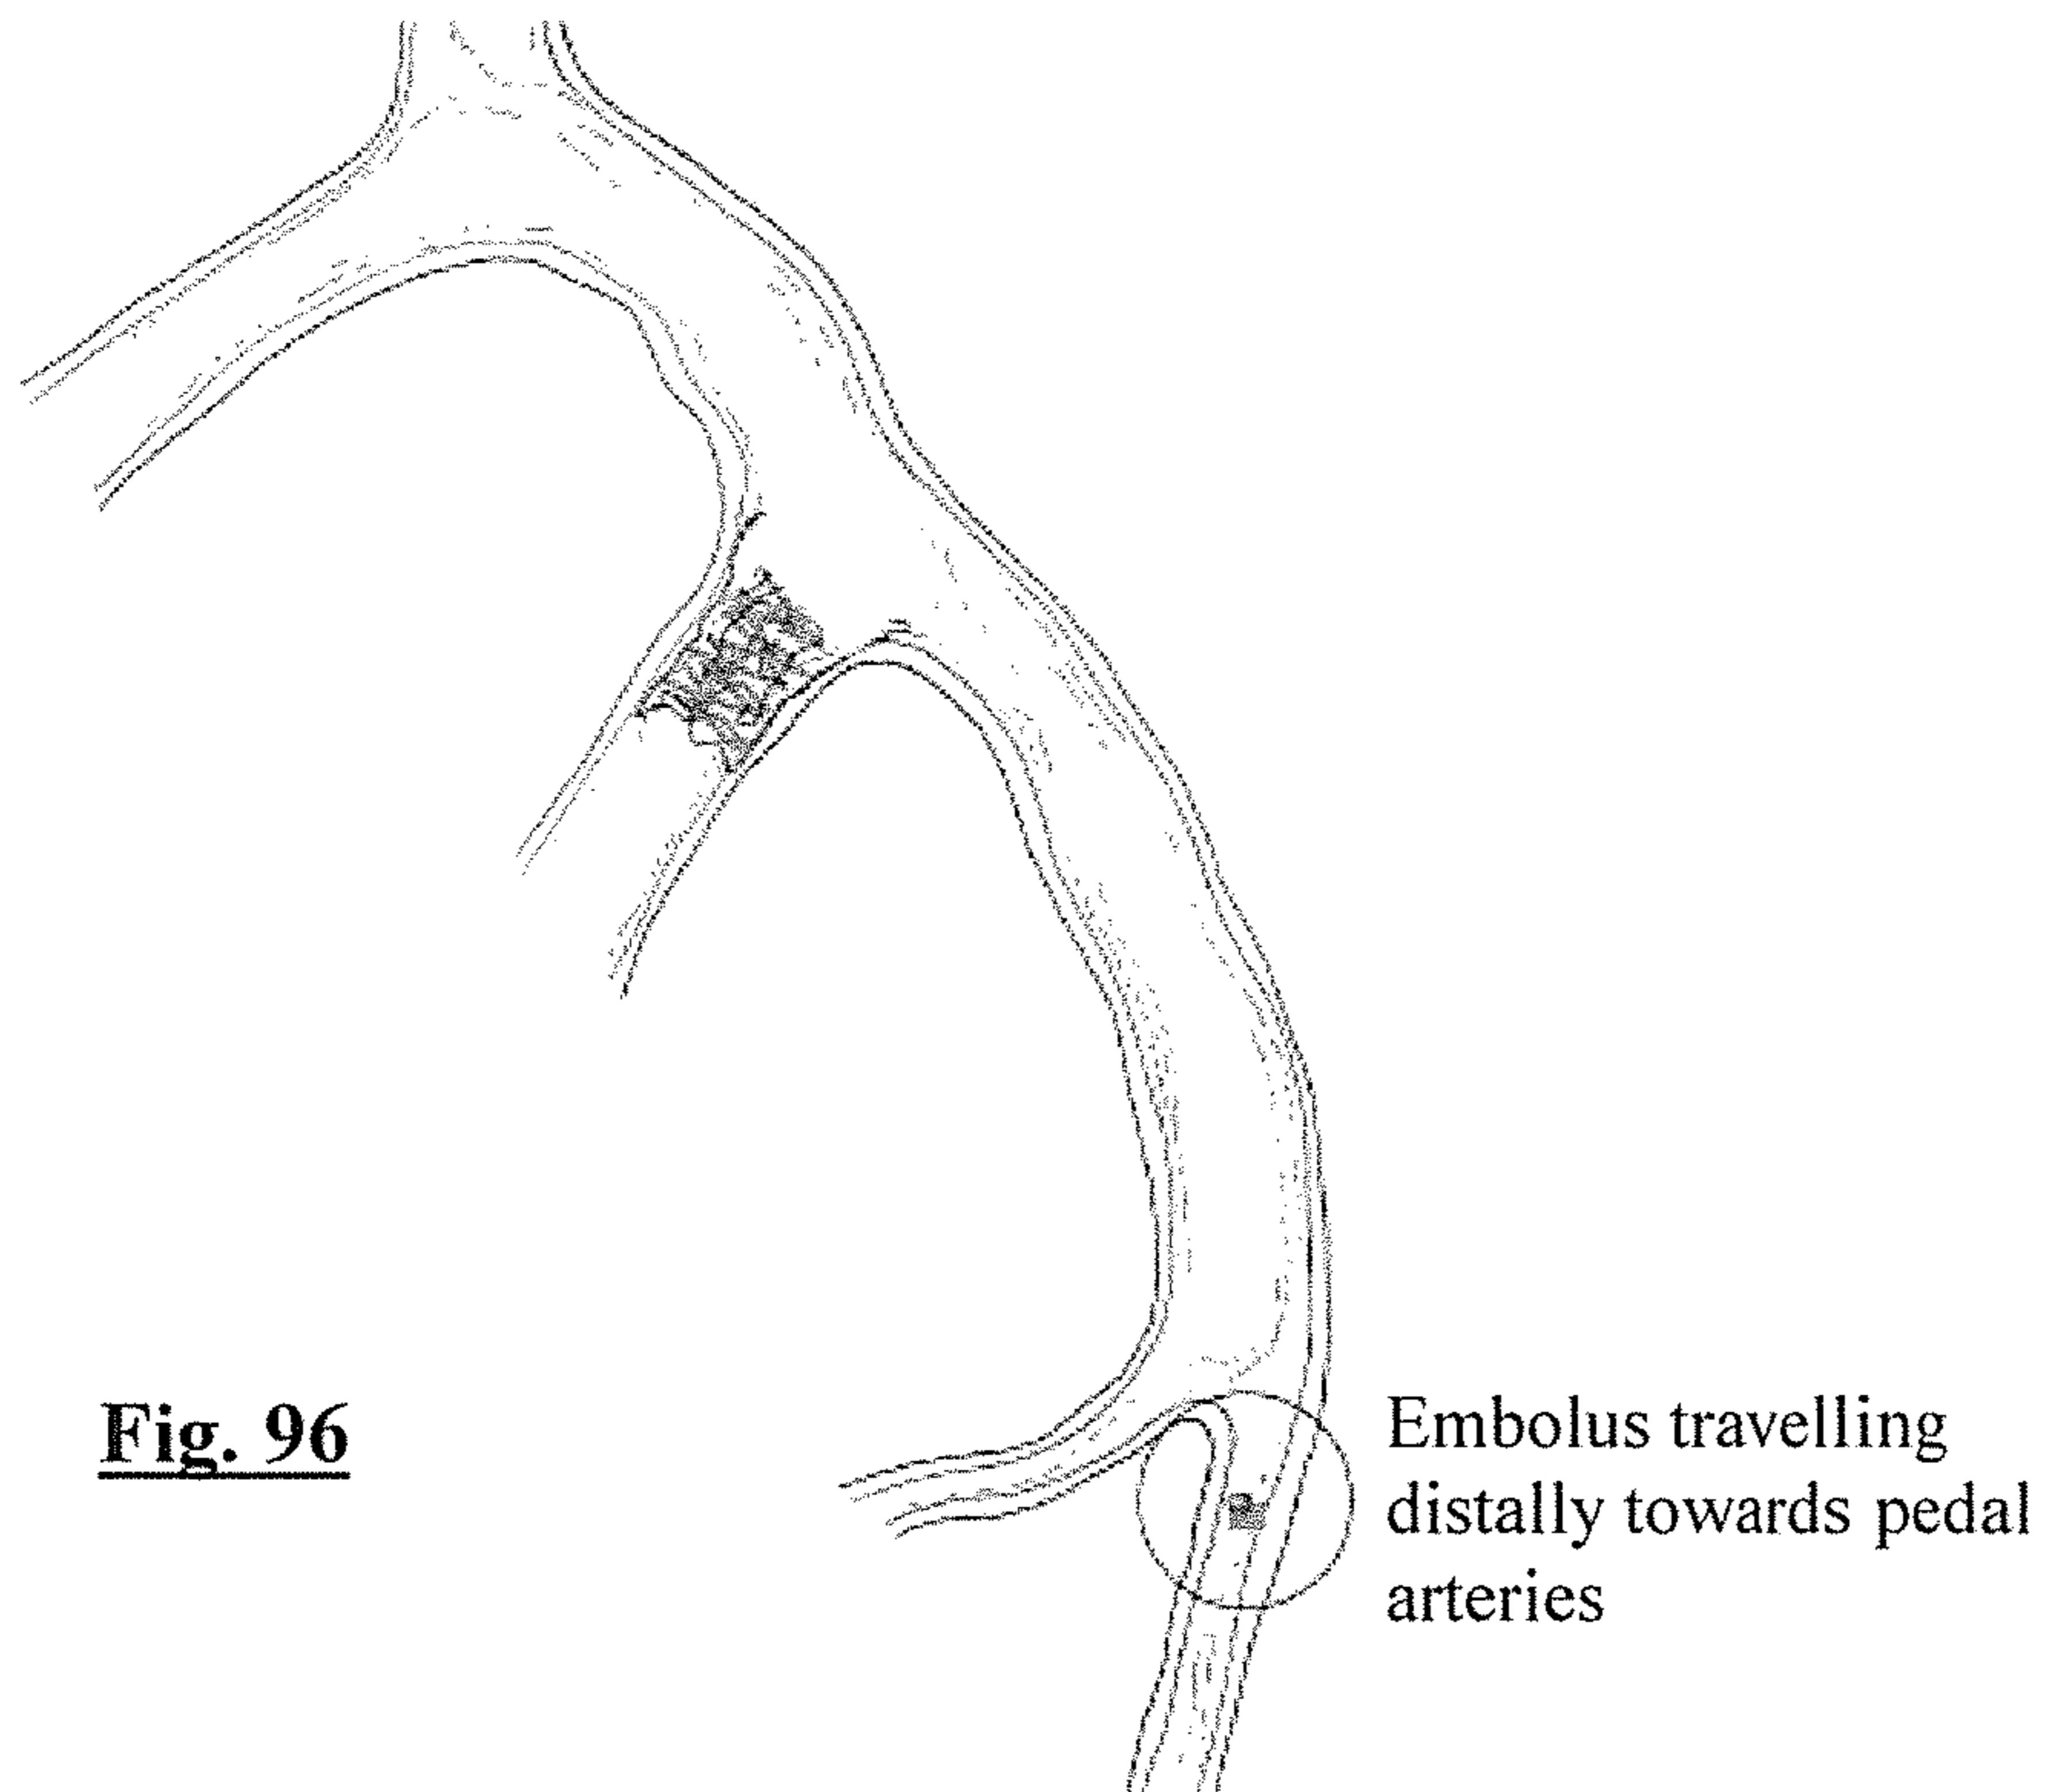 Fig. 96
Embolus travelling
distally towards pedal
arteries